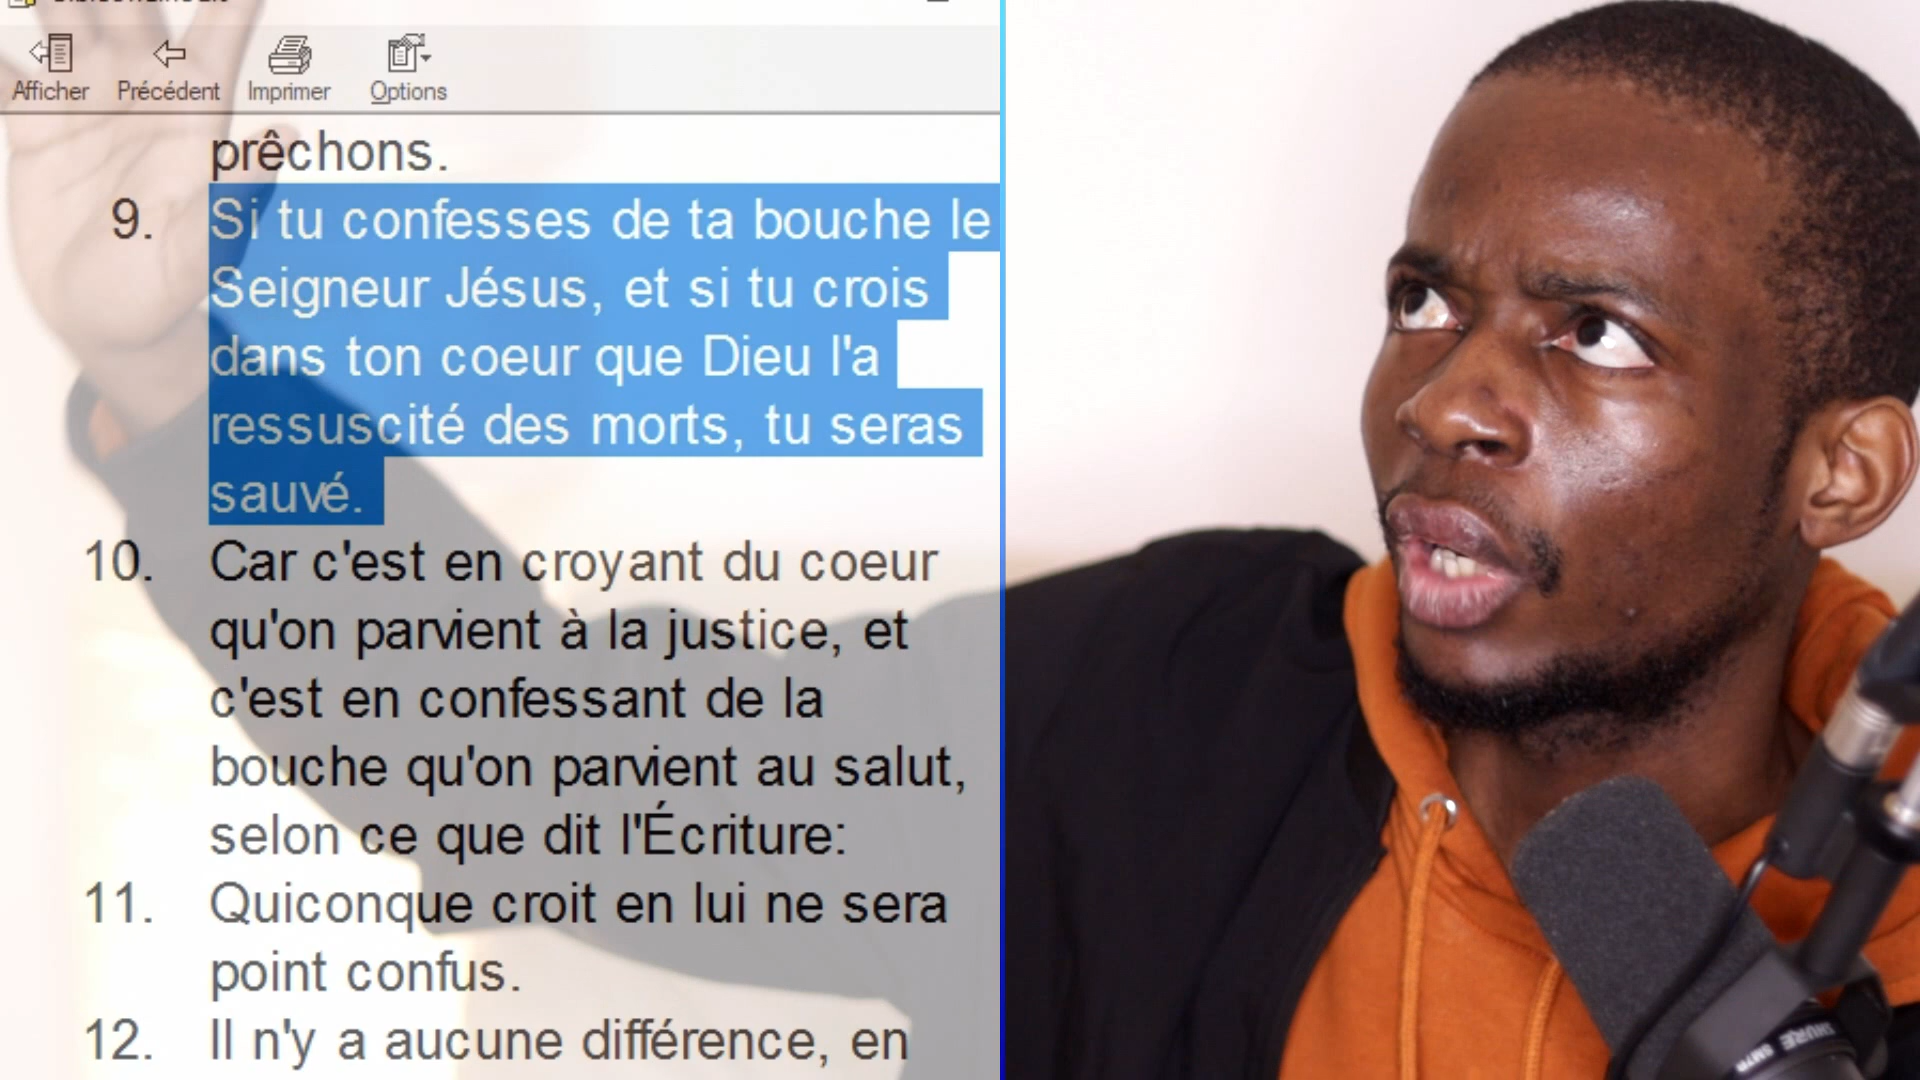 Afficher Précédent Imprimer Options
prêchons.
9. Si tu confesses de ta bouche le
Seigneur Jésus, et si tu crois
dans ton coeur que Dieu l'a
ressuscité des morts, tu seras
sauvé.
10. Car c'est en croyant du coeur
qu'on parvient à la justice, et
c'est en confessant de la
bouche qu'on parvient au salut,
selon ce que dit l'Écriture:
11. Quiconque croit en lui ne sera
point confus.
12. Il n'y a aucune différence, en
SHURE
SM7B